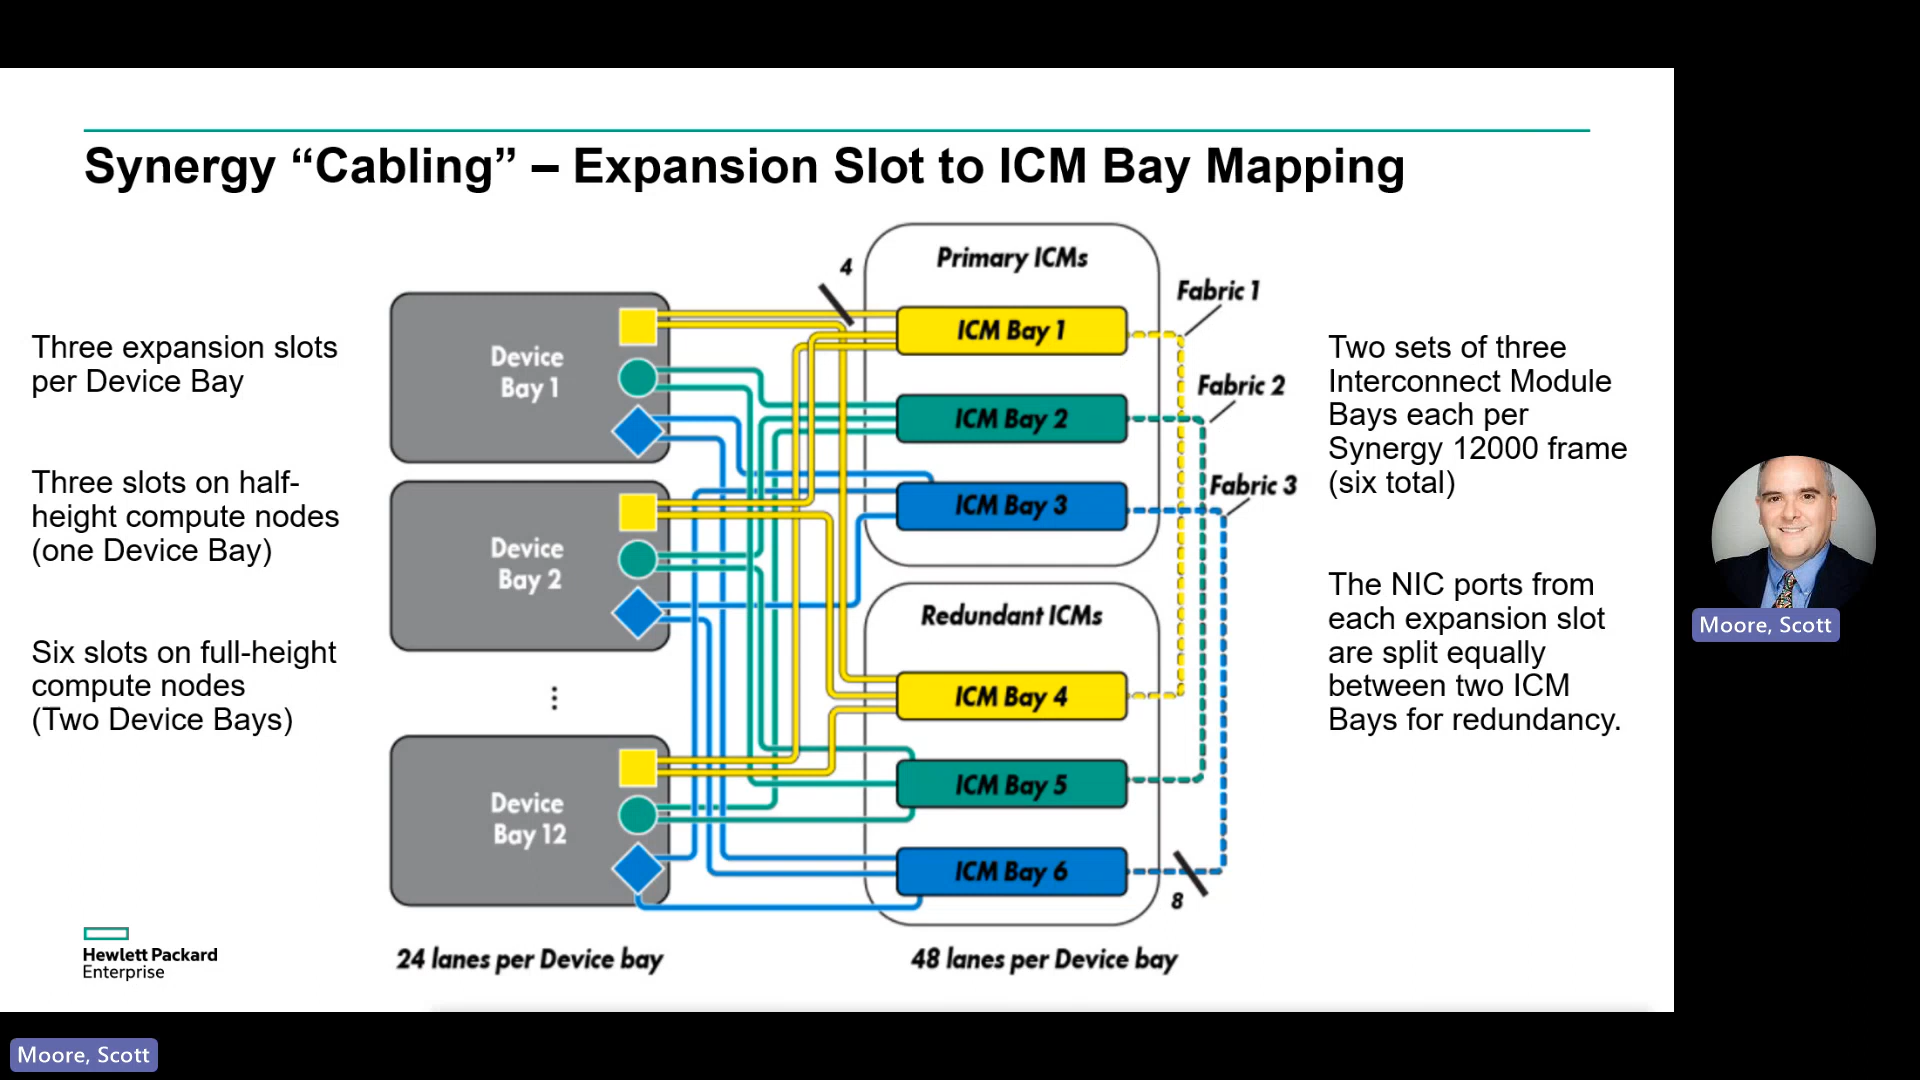 Synergy “Cabling” – Expansion Slot to ICM Bay Mapping
Three expansion slots
per Device Bay
Three slots on half-
height compute nodes
(one Device Bay)
Six slots on full-height
compute nodes
(Two Device Bays)
Device
Bay 1
Device
Bay 2
Device
Bay 12
24 lanes per Device bay
4
Primary ICMs
ICM Bay 1
ICM Bay 2
ICM Bay 3
Redundant ICMs
ICM Bay 4
ICM Bay 5
ICM Bay 6
8
48 lanes per Device bay
Fabric 1
Fabric 2
Fabric 3
Two sets of three
Interconnect Module
Bays each per
Synergy 12000 frame
(six total)
The NIC ports from
each expansion slot
are split equally
between two ICM
Bays for redundancy.
Hewlett Packard
Enterprise
Moore, Scott
Moore, Scott